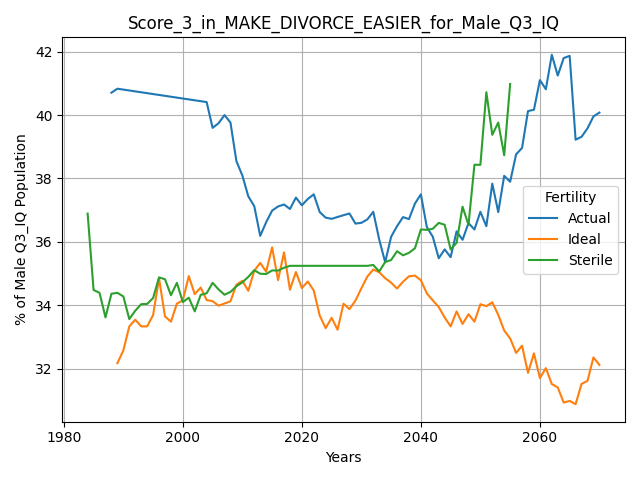 Score_3_in_MAKE_DIVORCE_EASIER_for_Male_Q3_IQ
% of Male Q3_IQ Population
42
40
38
36
34
32
Fertility
Actual
Ideal
Sterile
1980
2000
2020
2040
2060
Years